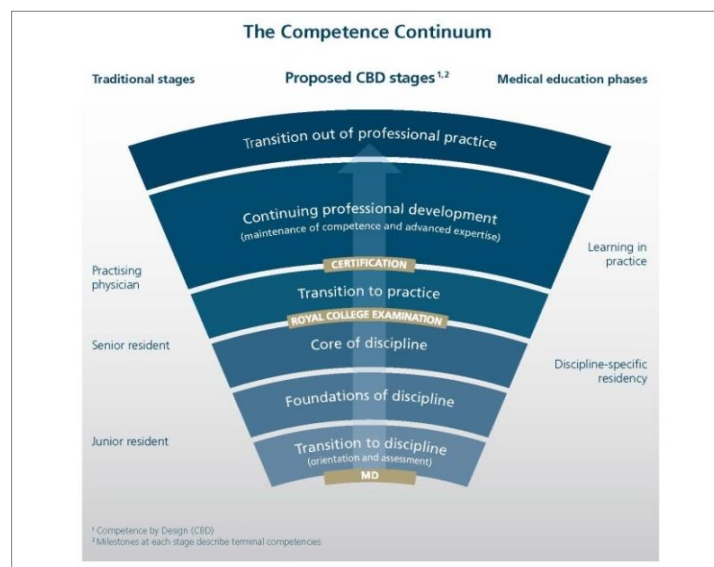 The Competence Continuum
Traditional stages
Proposed CBD stages¹,²
Medical education phases
Transition out of professional practice
Continuing professional development
(maintenance of competence and advanced expertise)
Learning in
practice
CERTIFICATION
Practising
physician
Transition to practice
ROYAL COLLEGE EXAMINATION
Senior resident
Core of discipline
Discipline-specific
residency
Foundations of discipline
Junior resident
Transition to discipline
(orientation and assessment)
MD
¹ Competence by Design (CBD)
² Milestones at each stage describe terminal competencies